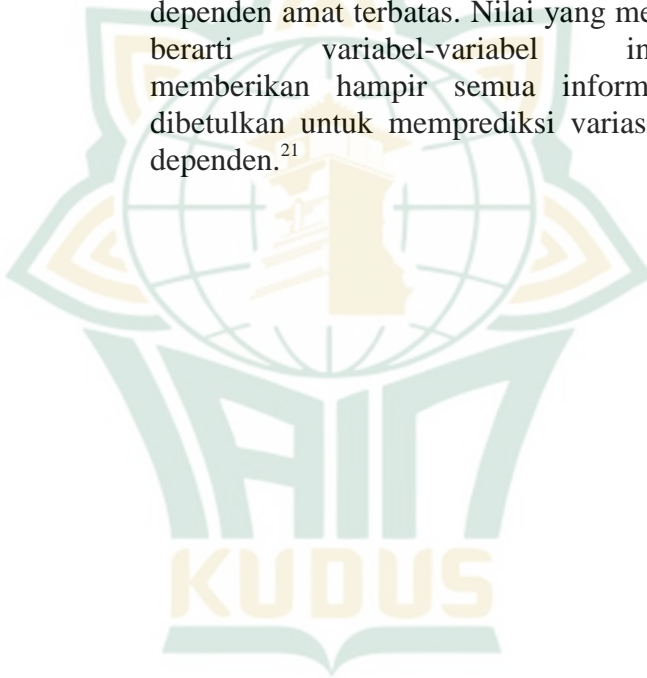 dependen amat terbatas. Nilai yang me
berarti variabel-variabel in
memberikan hampir semua inform
dibetulkan untuk memprediksi varias
dependen.²¹
IAIN
KUDUS